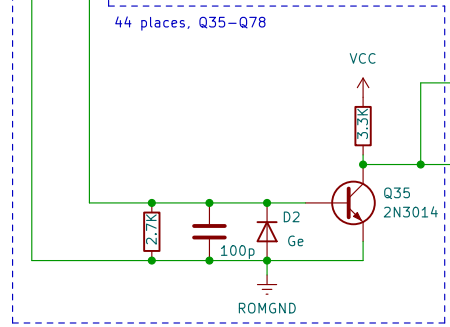 44 places, Q35-Q78
VCC
3.3K
Q35
2N3014
2.7K
100p
D2
Ge
ROMGND